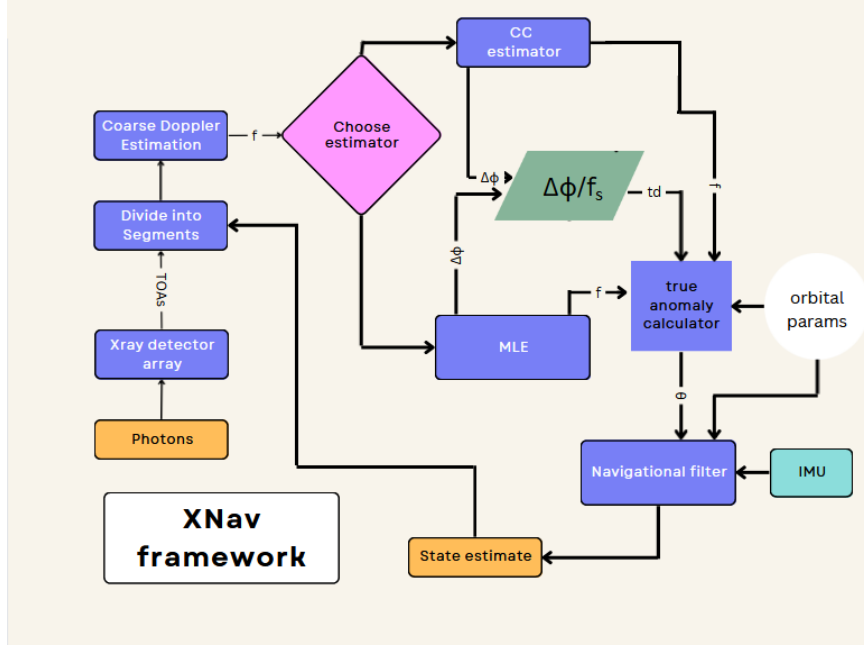 CC
estimator
Coarse Doppler
Estimation
f
Choose
estimator
Δϕ
Δϕ/fs
td
f
Divide into
Segments
TOAs
Δϕ
f
true
anomaly
calculator
orbital
params
Xray detector
array
MLE
θ
Photons
Navigational filter
IMU
XNav
framework
State estimate